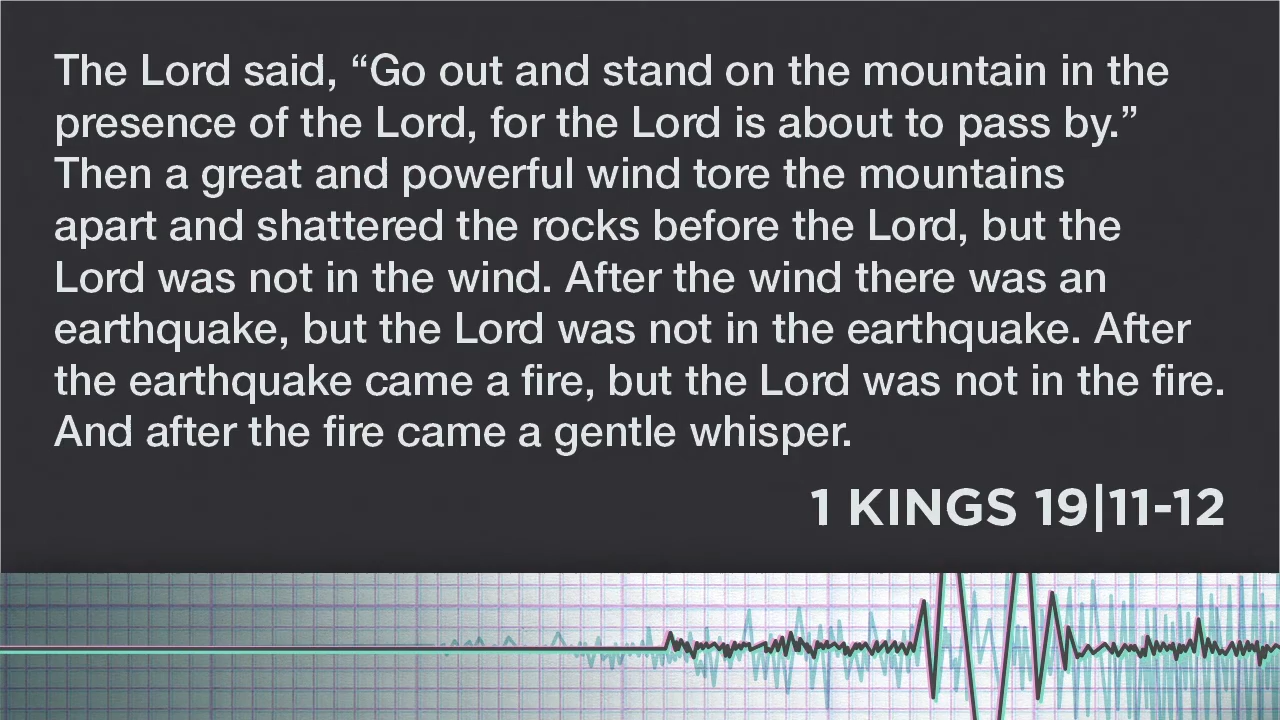 The Lord said, “Go out and stand on the mountain in the
presence of the Lord, for the Lord is about to pass by.”
Then a great and powerful wind tore the mountains
apart and shattered the rocks before the Lord, but the
Lord was not in the wind. After the wind there was an
earthquake, but the Lord was not in the earthquake. After
the earthquake came a fire, but the Lord was not in the fire.
And after the fire came a gentle whisper.
1 KINGS 19|11-12